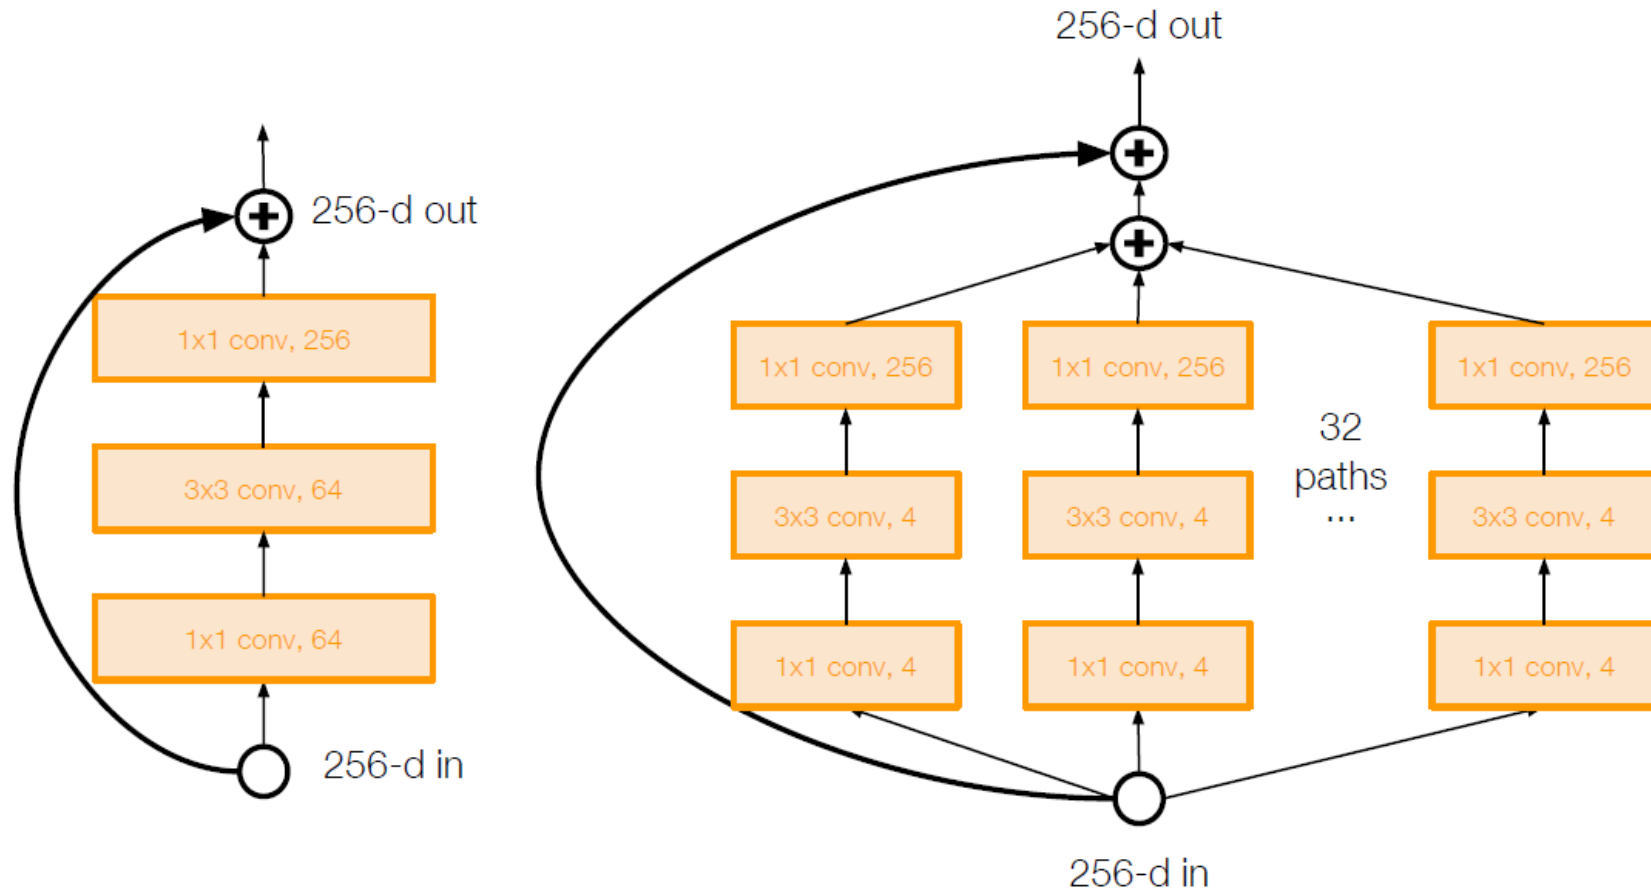 256-d out
1x1 conv, 256
3x3 conv, 64
1x1 conv, 64
256-d in
256-d out
1x1 conv, 256
1x1 conv, 256
1x1 conv, 256
32
paths
...
3x3 conv, 4
3x3 conv, 4
3x3 conv, 4
1x1 conv, 4
1x1 conv, 4
1x1 conv, 4
256-d in